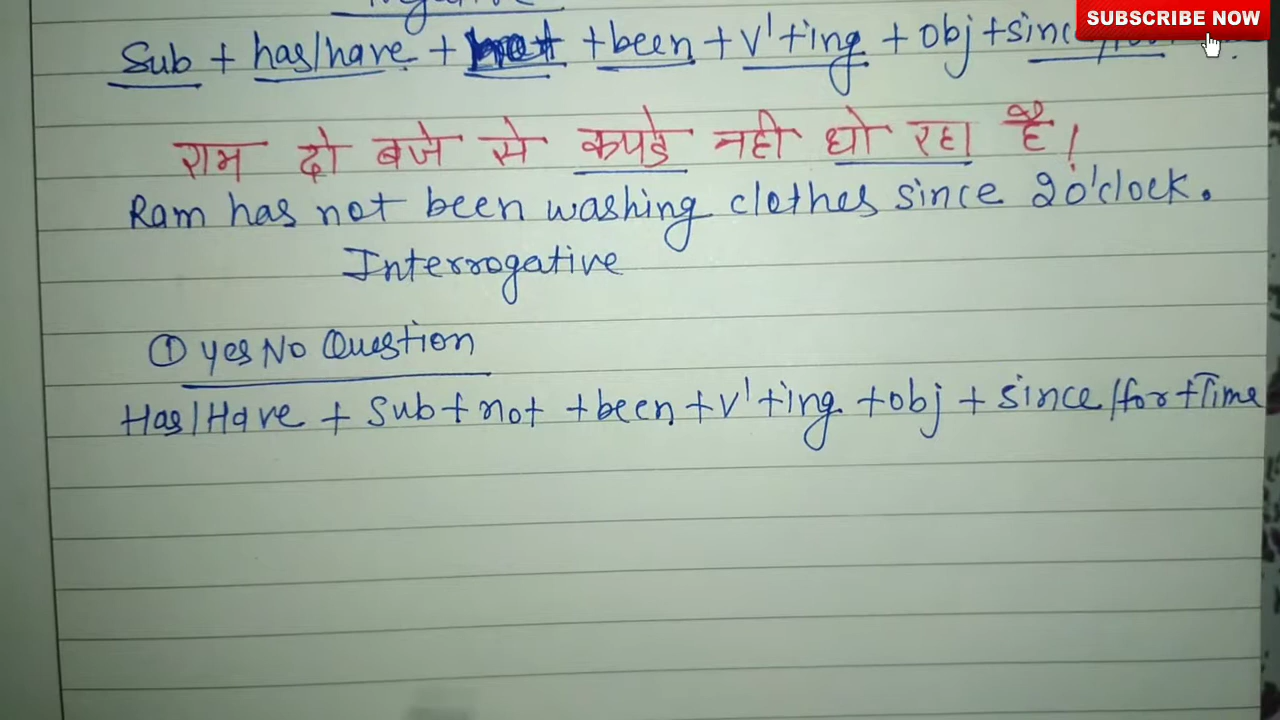 Negative
SUBSCRIBE NOW
Sub + has/have + not + been + V¹+ing + obj + since
राम दो बजे से कपडे नही धो रहा है।
Ram has not been washing clothes since 2o'clock.
Interrogative
① Yes No Question
Has/Have + Sub + not + been + V¹+ing + obj + since/for + Time